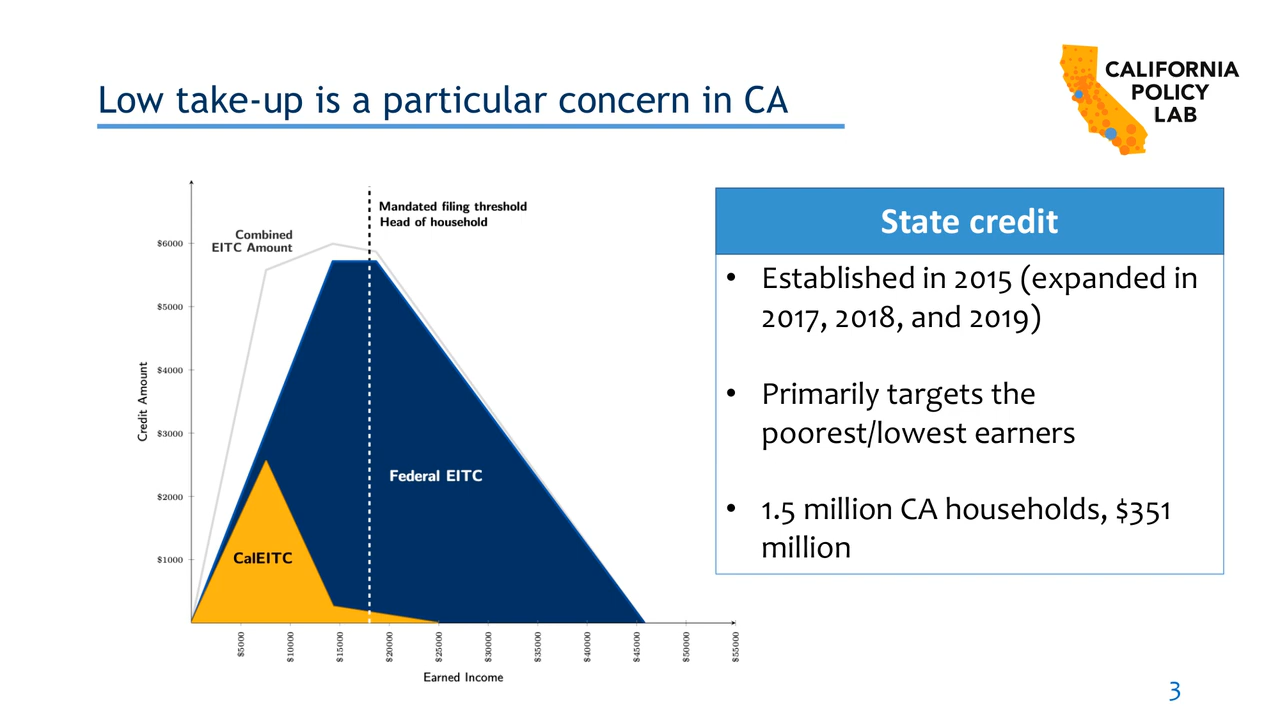 Low take-up is a particular concern in CA
CALIFORNIA
POLICY
LAB
Mandated filing threshold
Head of household
Combined
EITC Amount
$6000
$5000
$4000
$3000
$2000
$1000
Credit Amount
Federal EITC
CalEITC
$5000
$10000
$15000
$20000
$25000
$30000
$35000
$40000
$45000
$50000
$55000
Earned Income
State credit
• Established in 2015 (expanded in
2017, 2018, and 2019)
• Primarily targets the
poorest/lowest earners
• 1.5 million CA households, $351
million
3